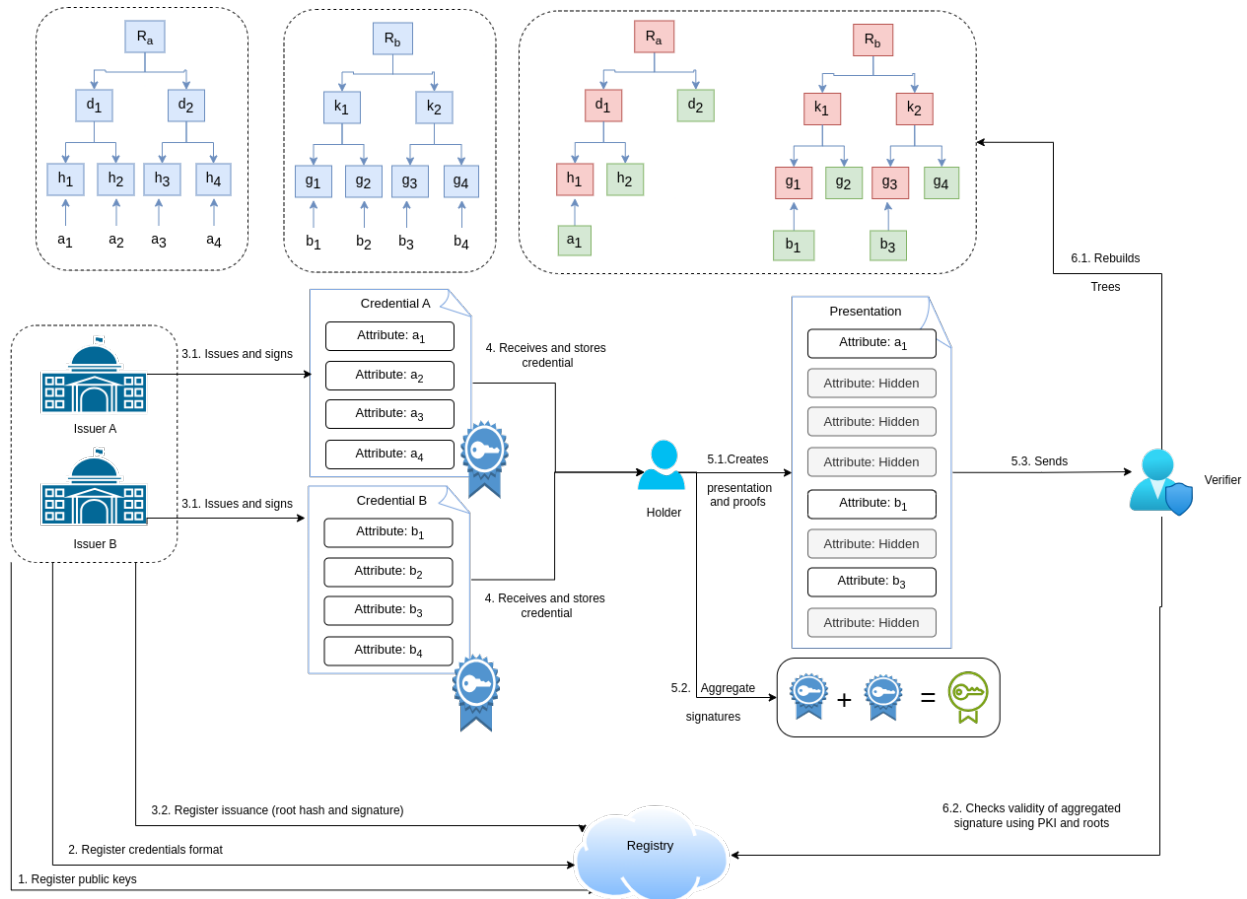 Ra
d1
d2
h1
h2
h3
h4
a1
a2
a3
a4
Rb
k1
k2
g1
g2
g3
g4
b1
b2
b3
b4
Ra
d1
d2
h1
h2
a1
Rb
k1
k2
g1
g2
g3
g4
b1
b3
6.1. Rebuilds
Trees
Issuer A
Issuer B
3.1. Issues and signs
3.1. Issues and signs
Credential A
Attribute: a1
Attribute: a2
Attribute: a3
Attribute: a4
Credential B
Attribute: b1
Attribute: b2
Attribute: b3
Attribute: b4
4. Receives and stores
credential
4. Receives and stores
credential
Holder
5.1.Creates
presentation
and proofs
5.2. Aggregate
signatures
Presentation
Attribute: a1
Attribute: Hidden
Attribute: Hidden
Attribute: Hidden
Attribute: b1
Attribute: Hidden
Attribute: b3
Attribute: Hidden
+
=
5.3. Sends
Verifier
6.2. Checks validity of aggregated
signature using PKI and roots
3.2. Register issuance (root hash and signature)
2. Register credentials format
1. Register public keys
Registry